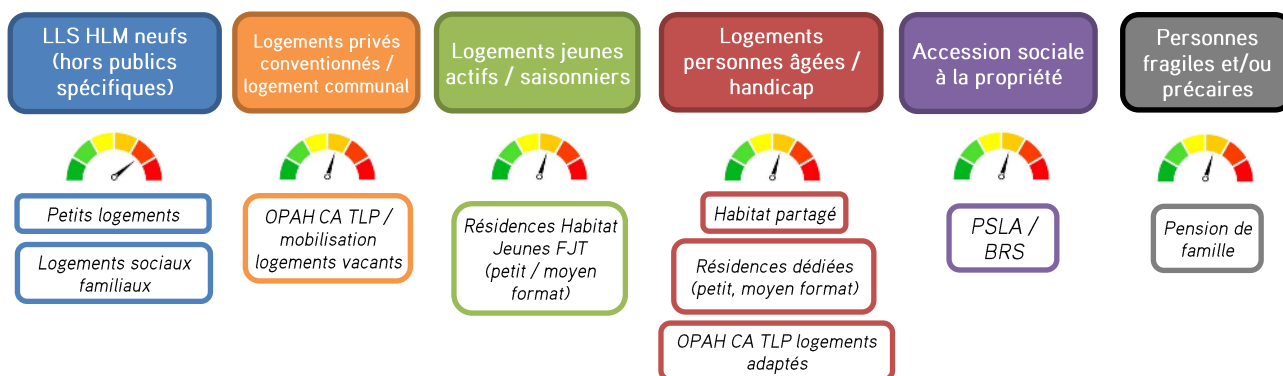 LLS HLM neufs
(hors publics
spécifiques)
Petits logements
Logements sociaux
familiaux
Logements privés
conventionnés /
logement communal
OPAH CA TLP /
mobilisation
logements vacants
Logements jeunes
actifs / saisonniers
Résidences Habitat
Jeunes FJT
(petit / moyen
format)
Logements
personnes âgées /
handicap
Habitat partagé
Résidences dédiées
(petit, moyen format)
OPAH CA TLP logements
adaptés
Accession sociale
à la propriété
PSLA /
BRS
Personnes
fragiles et/ou
précaires
Pension de
famille